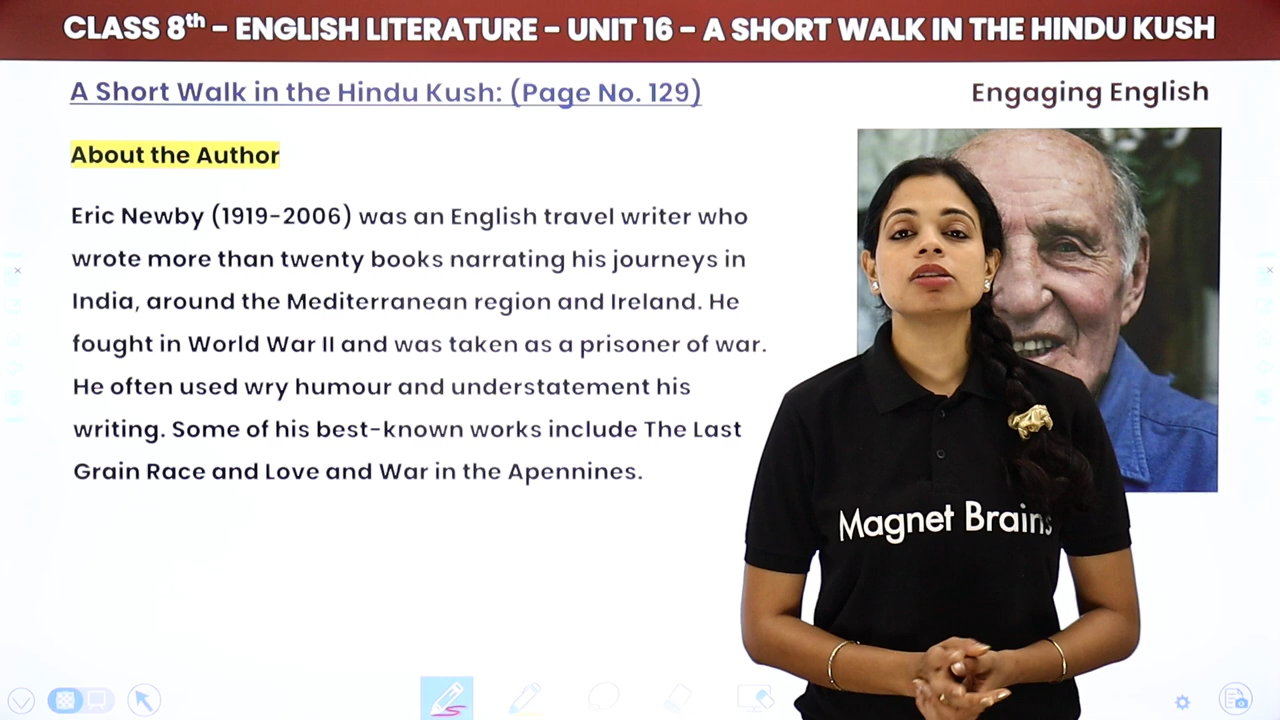 CLASS 8th - ENGLISH LITERATURE - UNIT 16 - A SHORT WALK IN THE HINDU KUSH
A Short Walk in the Hindu Kush: (Page No. 129)
Engaging English
About the Author
Eric Newby (1919-2006) was an English travel writer who
wrote more than twenty books narrating his journeys in
India, around the Mediterranean region and Ireland. He
fought in World War II and was taken as a prisoner of war.
He often used wry humour and understatement his
writing. Some of his best-known works include The Last
Grain Race and Love and War in the Apennines.
Magnet Brains